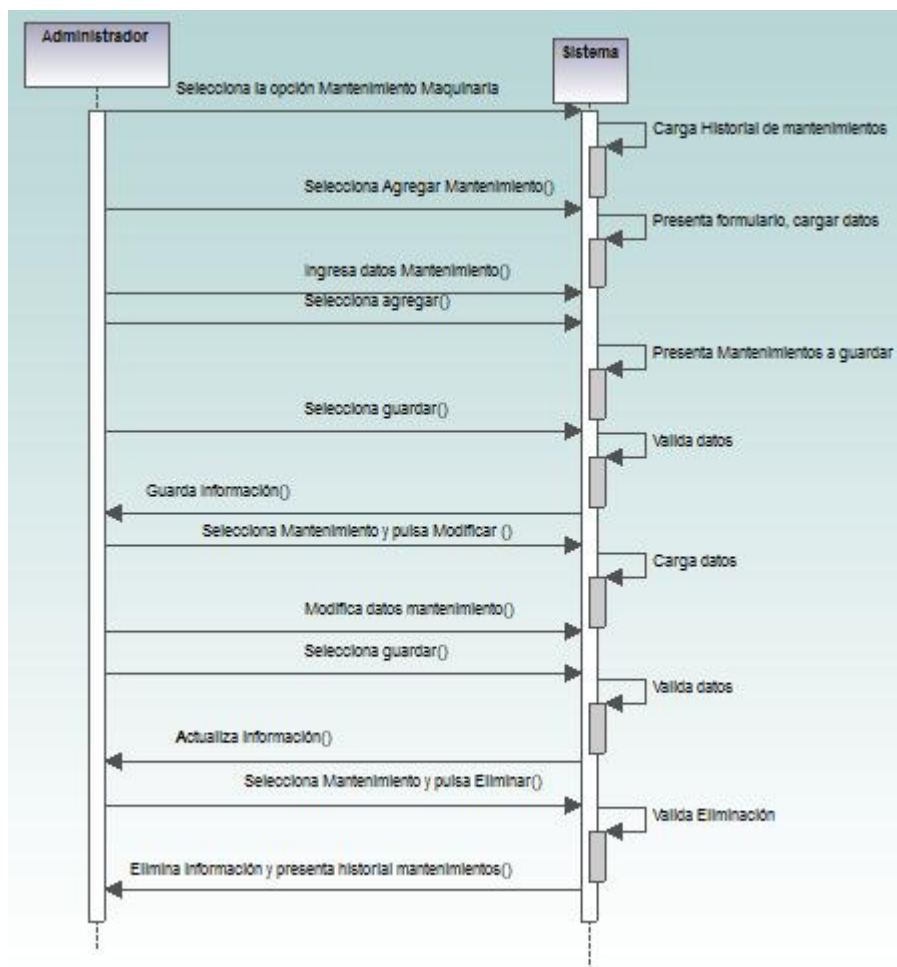 Administrador
Sistema
Selecciona la opción Mantenimiento Maquinaria
Carga Historial de mantenimientos
Selecciona Agregar Mantenimiento()
Presenta formulario, cargar datos
Ingresa datos Mantenimiento()
Selecciona agregar()
Presenta Mantenimientos a guardar
Selecciona guardar()
Valida datos
Guarda información()
Selecciona Mantenimiento y pulsa Modificar ()
Carga datos
Modifica datos mantenimiento()
Selecciona guardar()
Valida datos
Actualiza información()
Selecciona Mantenimiento y pulsa Eliminar()
Valida Eliminación
Elimina información y presenta historial mantenimientos()